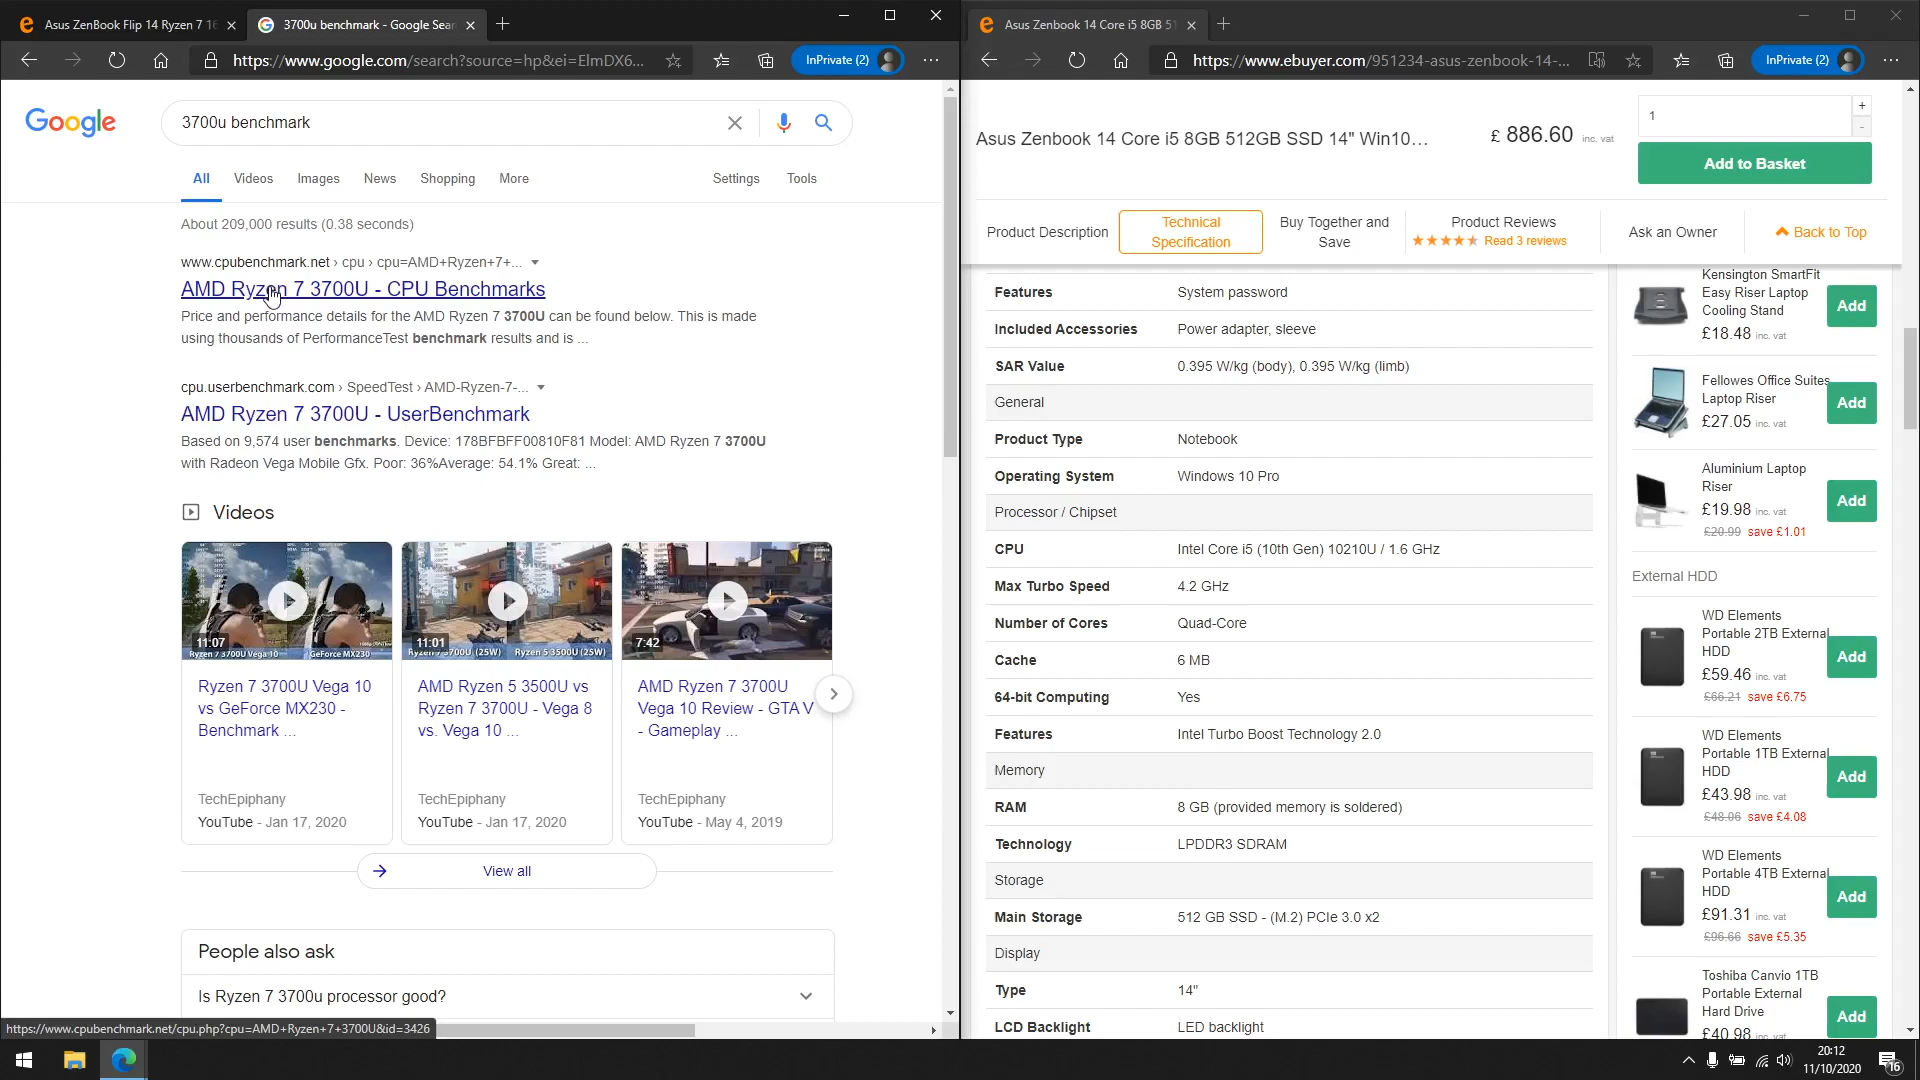 Asus ZenBook Flip 14 Ryzen 7 16
3700u benchmark - Google Sear
https://www.google.com/search?source=hp&ei=ElmDX6...
InPrivate (2)
Google
3700u benchmark
All
Videos
Images
News
Shopping
More
Settings
Tools
About 209,000 results (0.38 seconds)
www.cpubenchmark.net › cpu › cpu=AMD+Ryzen+7+...
AMD Ryzen 7 3700U - CPU Benchmarks
Price and performance details for the AMD Ryzen 7 3700U can be found below. This is made
using thousands of PerformanceTest benchmark results and is ...
cpu.userbenchmark.com › SpeedTest › AMD-Ryzen-7-...
AMD Ryzen 7 3700U - UserBenchmark
Based on 9,574 user benchmarks. Device: 178BFBFF00810F81 Model: AMD Ryzen 7 3700U
with Radeon Vega Mobile Gfx. Poor: 36%Average: 54.1% Great: ...
Videos
11:07
Ryzen 7 3700U Vega 10
GeForce MX230
11:01
Ryzen 7 3700U (25W)
Ryzen 5 3500U (25W)
7:42
Ryzen 7 3700U Vega 10
vs GeForce MX230 -
Benchmark ...
TechEpiphany
YouTube - Jan 17, 2020
AMD Ryzen 5 3500U vs
Ryzen 7 3700U - Vega 8
vs. Vega 10 ...
TechEpiphany
YouTube - Jan 17, 2020
AMD Ryzen 7 3700U
Vega 10 Review - GTA V
- Gameplay ...
TechEpiphany
YouTube - May 4, 2019
View all
People also ask
Is Ryzen 7 3700u processor good?
https://www.cpubenchmark.net/cpu.php?cpu=AMD+Ryzen+7+3700U&id=3426
Asus Zenbook 14 Core i5 8GB 51
https://www.ebuyer.com/951234-asus-zenbook-14-...
InPrivate (2)
Asus Zenbook 14 Core i5 8GB 512GB SSD 14" Win10...
£ 886.60 inc. vat
1
+
-
Add to Basket
Product Description
Technical
Specification
Buy Together and
Save
Product Reviews
Read 3 reviews
Ask an Owner
Back to Top
Features System password
Included Accessories Power adapter, sleeve
SAR Value 0.395 W/kg (body), 0.395 W/kg (limb)
General
Product Type Notebook
Operating System Windows 10 Pro
Processor / Chipset
CPU Intel Core i5 (10th Gen) 10210U / 1.6 GHz
Max Turbo Speed 4.2 GHz
Number of Cores Quad-Core
Cache 6 MB
64-bit Computing Yes
Features Intel Turbo Boost Technology 2.0
Memory
RAM 8 GB (provided memory is soldered)
Technology LPDDR3 SDRAM
Storage
Main Storage 512 GB SSD - (M.2) PCIe 3.0 x2
Display
Type 14"
LCD Backlight LED backlight
Kensington SmartFit
Easy Riser Laptop
Cooling Stand
£18.48 inc. vat
Add
Fellowes Office Suites
Laptop Riser
£27.05 inc. vat
Add
Aluminium Laptop
Riser
£19.98 inc. vat
£20.99 save £1.01
Add
External HDD
WD Elements
Portable 2TB External
HDD
£59.46 inc. vat
£66.21 save £6.75
Add
WD Elements
Portable 1TB External
HDD
£43.98 inc. vat
£48.06 save £4.08
Add
WD Elements
Portable 4TB External
HDD
£91.31 inc. vat
£96.66 save £5.35
Add
Toshiba Canvio 1TB
Portable External
Hard Drive
£40.98 inc. vat
Add
20:12
11/10/2020
16